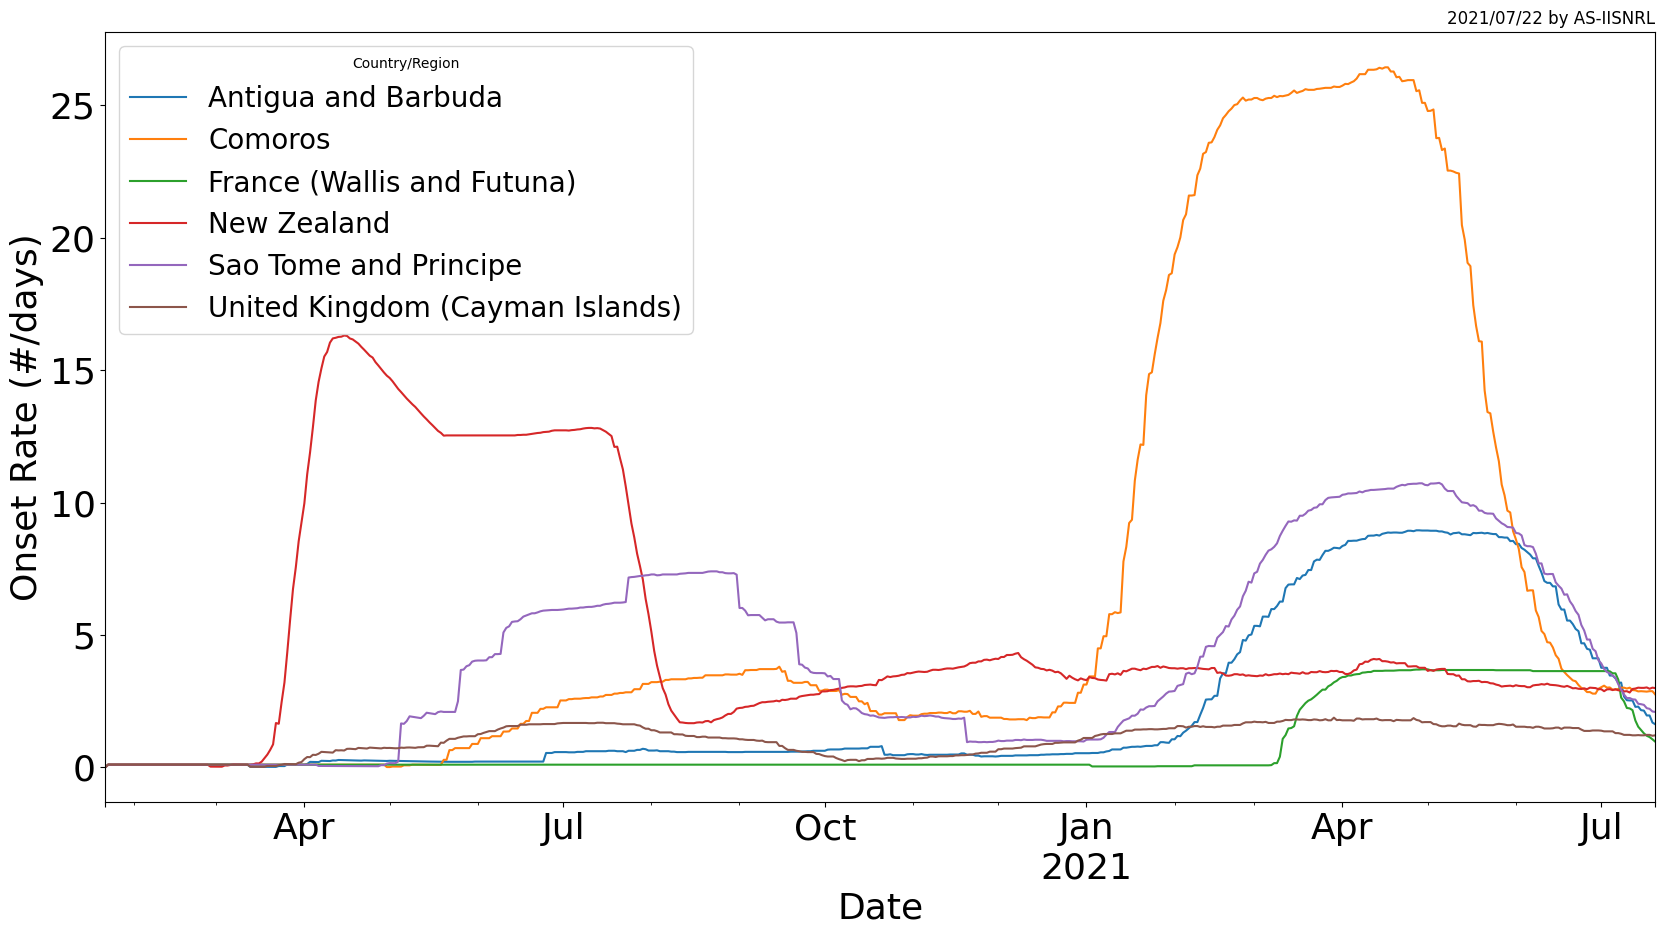 2021/07/22 by AS-IISNRL
Country/Region
Antigua and Barbuda
Comoros
France (Wallis and Futuna)
New Zealand
Sao Tome and Principe
United Kingdom (Cayman Islands)
25
20
15
10
5
0
Onset Rate (#/days)
Apr Jul Oct Jan Apr Jul
2021
Date